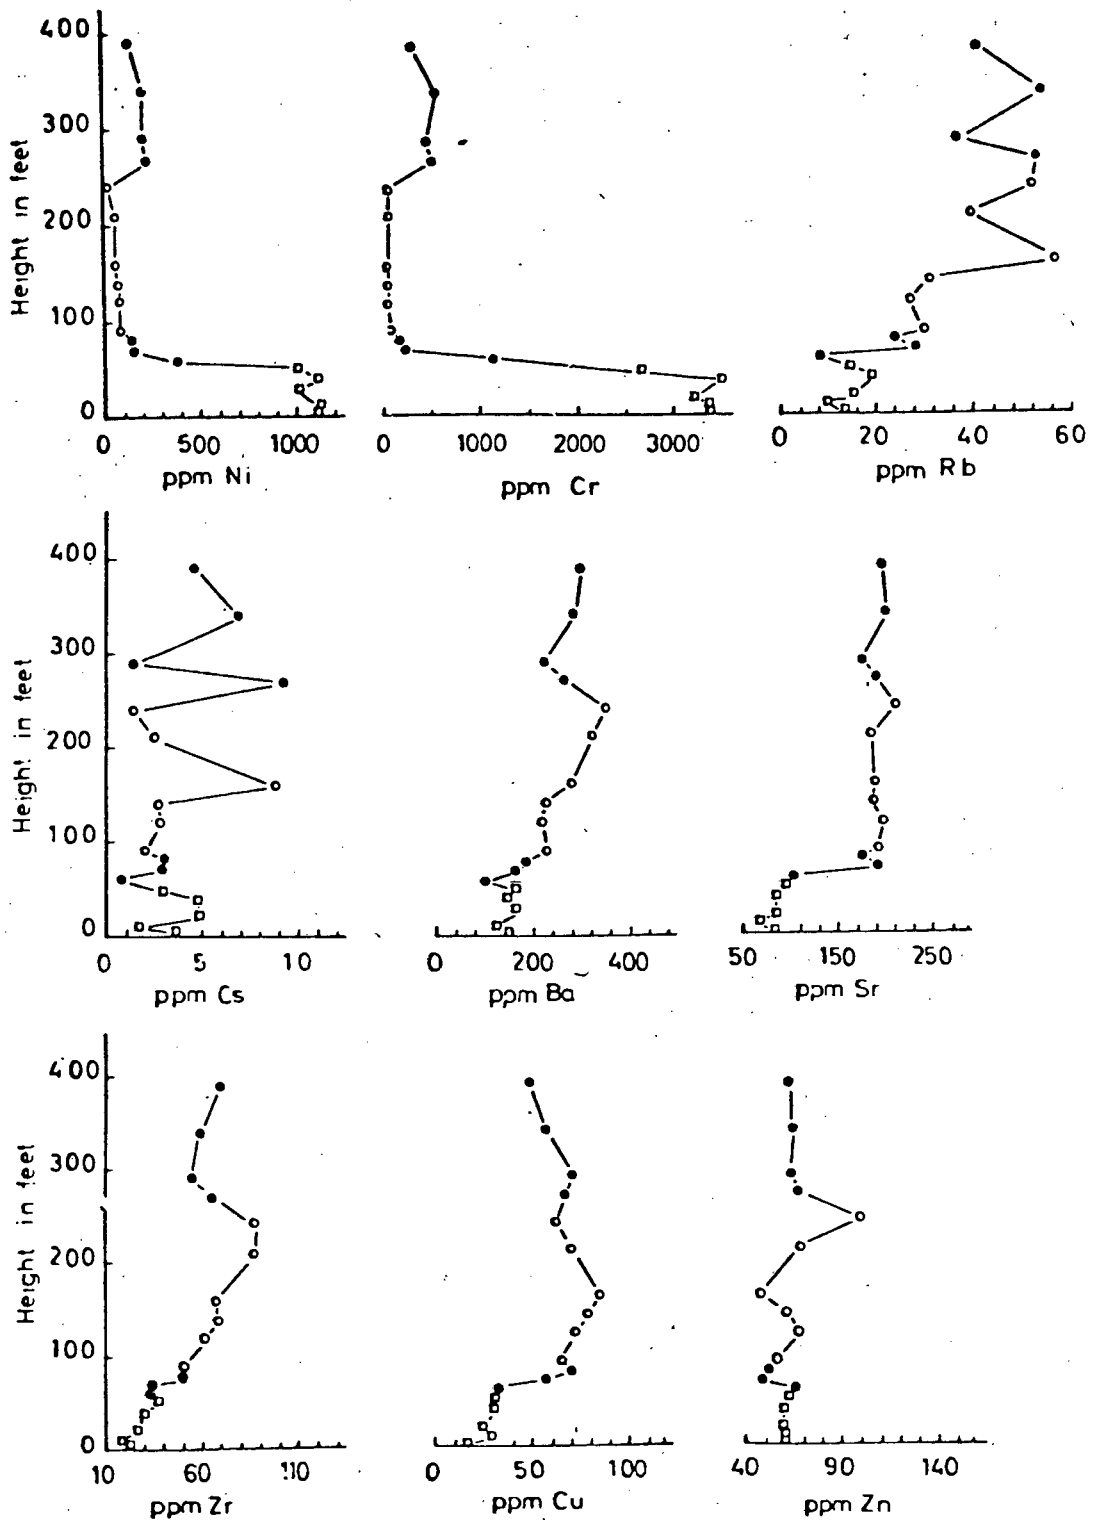 400
300
200
100
0
Height in feet
0 500 1000
ppm Ni
0 1000 2000 3000
ppm Cr
0 20 40 60
ppm Rb
400
300
200
100
0
Height in feet
0 5 10
ppm Cs
0 200 400
ppm Ba
50 150 250
ppm Sr
400
300
200
100
0
Height in feet
10 60 110
ppm Zr
0 50 100
ppm Cu
40 90 140
ppm Zn